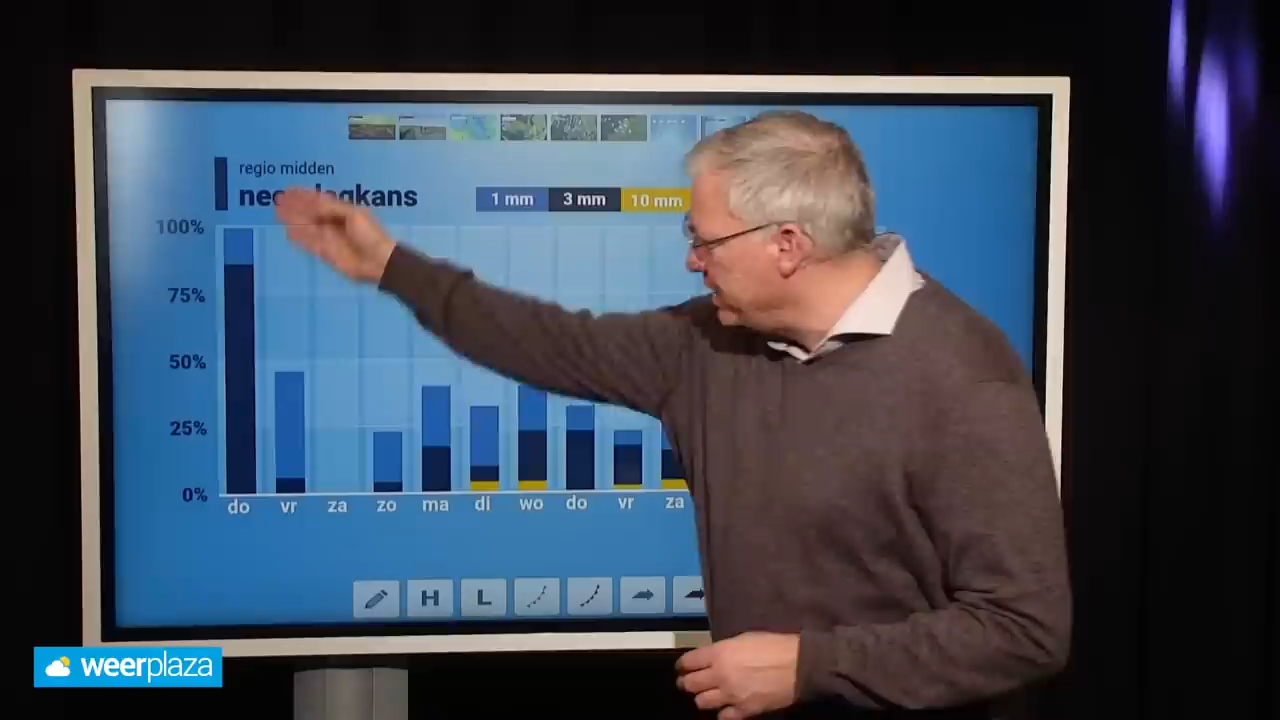 regio midden
1 mm 3 mm 10 mm
100%
75%
50%
25%
0%
do vr za zo ma di wo do vr za
H L
weerplaza